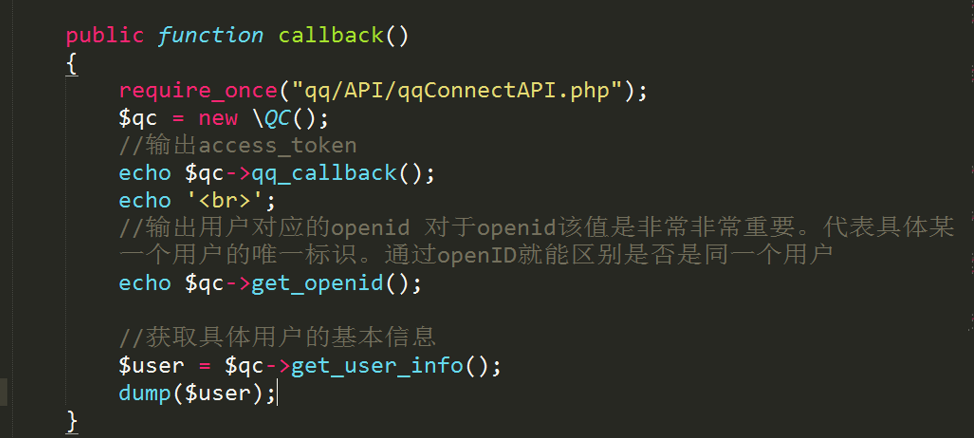 public function callback()
{
require_once("qq/API/qqConnectAPI.php");
$qc = new \QC();
//输出access_token
echo $qc->qq_callback();
echo '<br>';
//输出用户对应的openid 对于openid该值是非常非常重要。代表具体某
一个用户的唯一标识。通过openID就能区别是否是同一个用户
echo $qc->get_openid();
//获取具体用户的基本信息
$user = $qc->get_user_info();
dump($user);
}